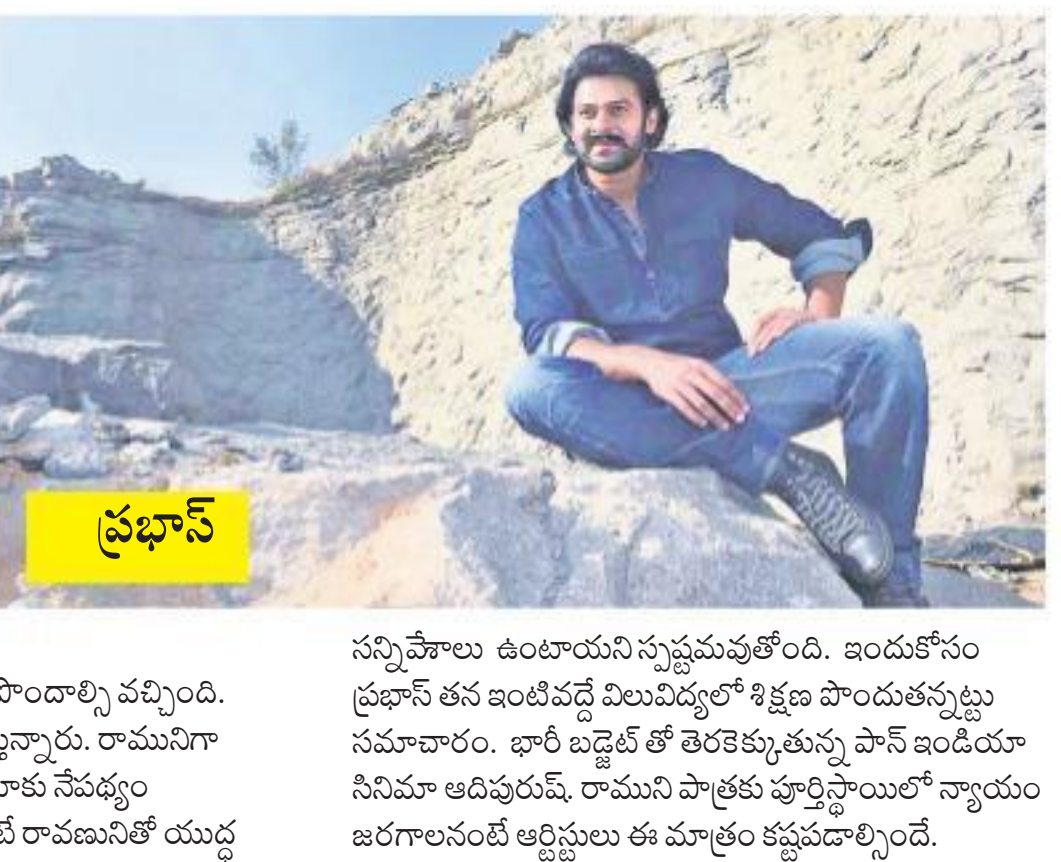 ప్రభాస్
పొందాల్సి వచ్చింది.
న్నారు. రామునిగా
నేపథ్యం
రావణునితో యుద్ధ
సన్నివేశాలు ఉంటాయని స్పష్టమవుతోంది. ఇందుకోసం
ప్రభాస్ తన ఇంటివద్దే విలువిద్యలో శిక్షణ పొందుతన్నట్టు
సమాచారం. భారీ బడ్జెట్ తో తెరకెక్కుతున్న పాన్ ఇండియా
సినిమా ఆదిపురుష్. రాముని పాత్రకు పూర్తిస్థాయిలో న్యాయం
జరగాలనంటే ఆర్టిస్టులు ఈ మాత్రం కష్టపడాల్సిందే.